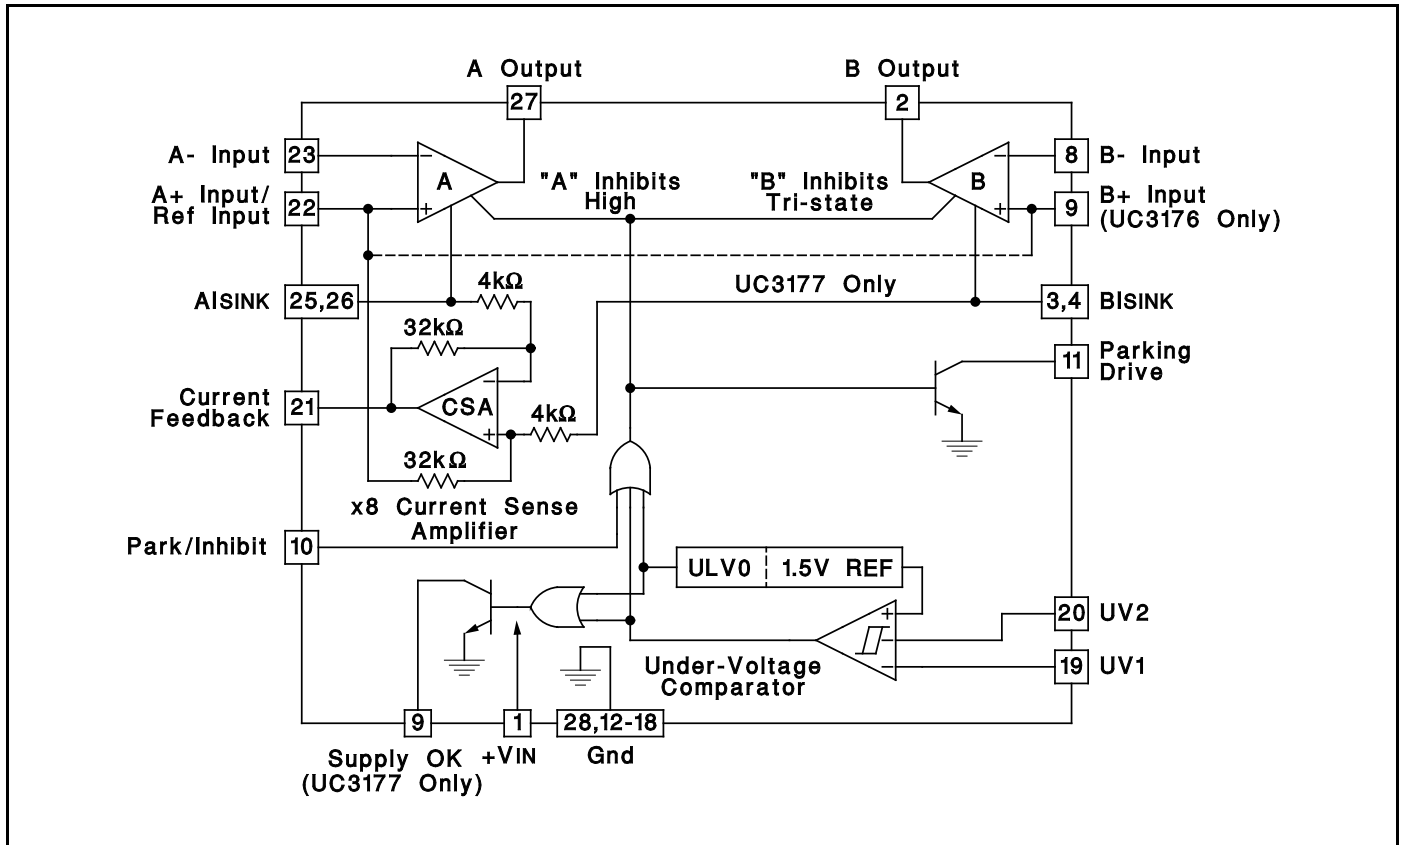 A Output
B Output
27
2
A- Input
23
8
B- Input
A
B
"A" Inhibits
High
"B" Inhibits
Tri-state
A+ Input/
Ref Input
22
9
B+ Input
(UC3176 Only)
UC3177 Only
AISINK
25,26
4kΩ
3,4
BISINK
32kΩ
11
Parking
Drive
Current
Feedback
21
CSA
4kΩ
32kΩ
x8 Current Sense
Amplifier
Park/Inhibit
10
ULV0
1.5V REF
20
UV2
Under-Voltage
Comparator
19
UV1
9
1
28,12-18
Supply OK
(UC3177 Only)
+VIN
Gnd